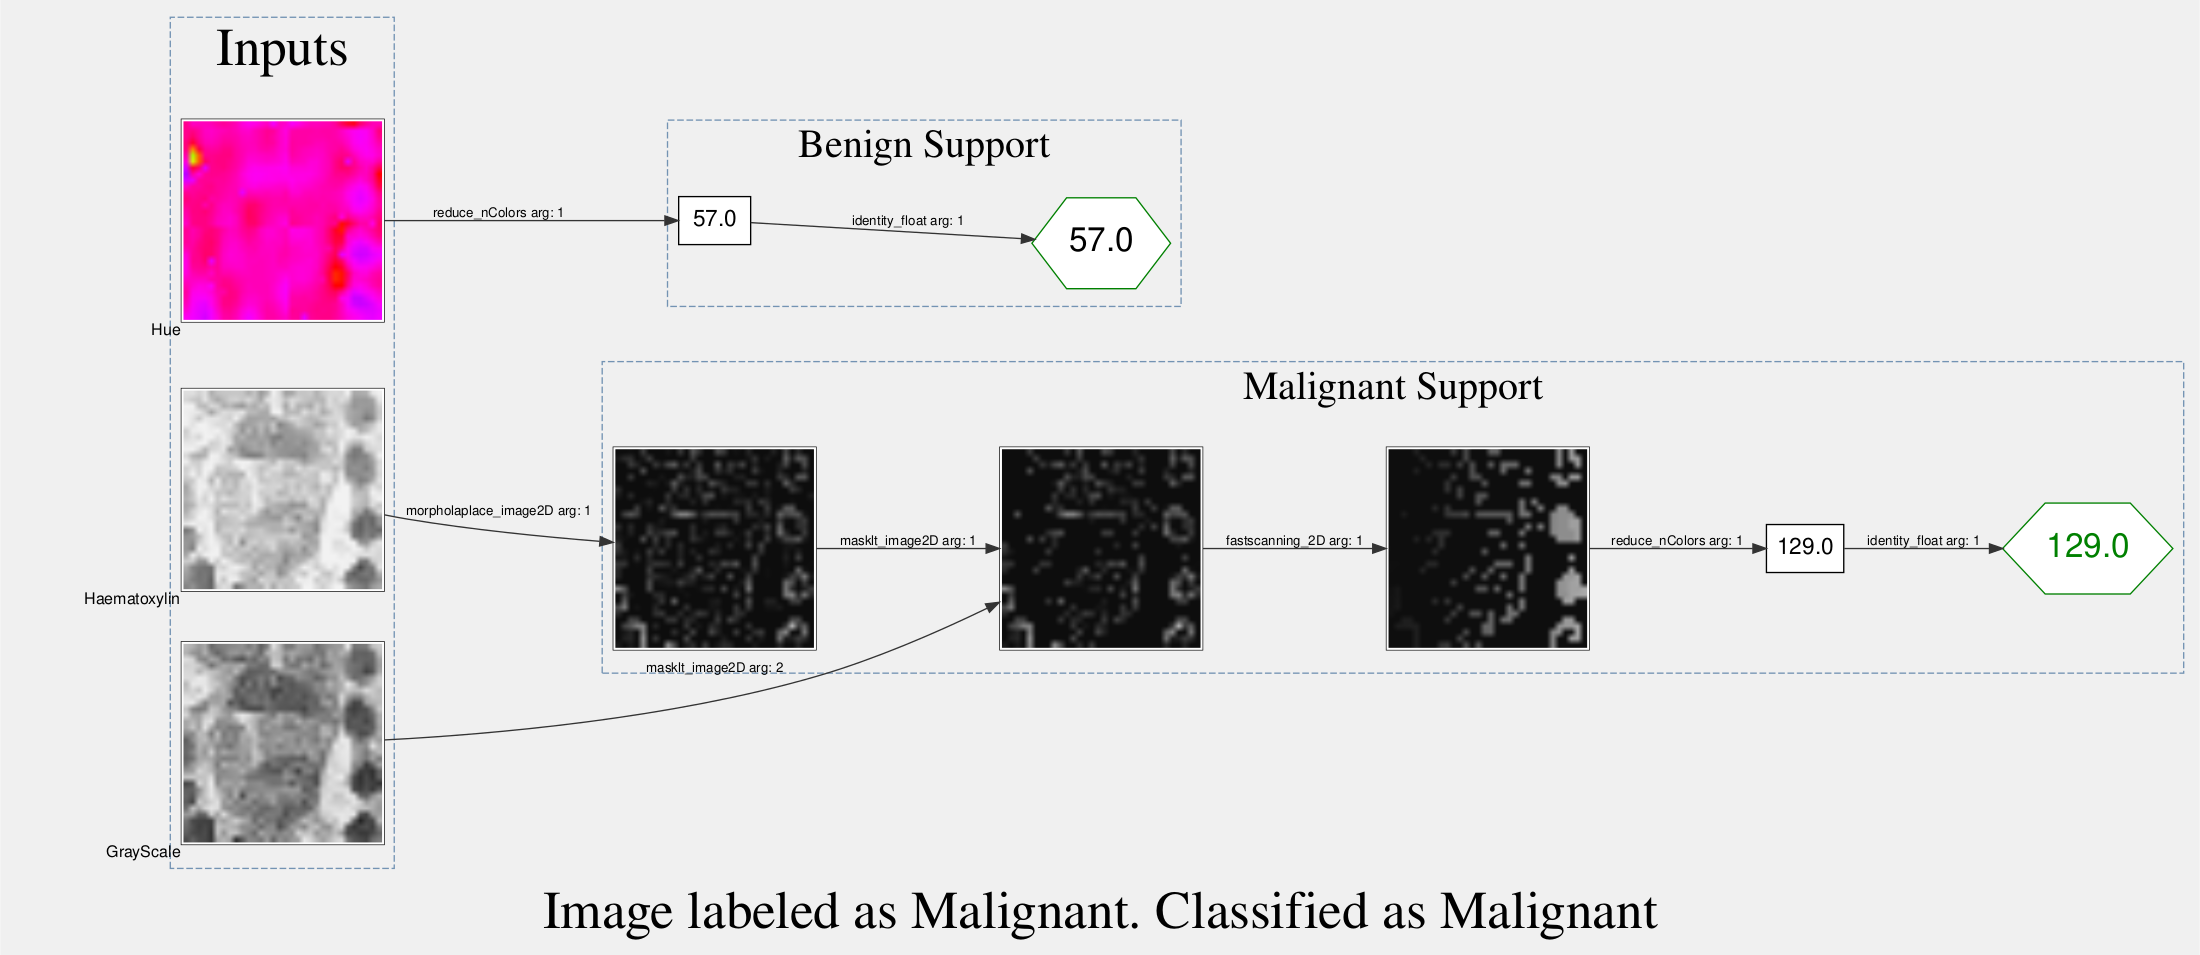 Inputs
Hue
Haematoxylin
GrayScale
reduce_nColors arg: 1
Benign Support
57.0
identity_float arg: 1
57.0
Malignant Support
morpholaplace_image2D arg: 1
masklt_image2D arg: 1
masklt_image2D arg: 2
fastscanning_2D arg: 1
reduce_nColors arg: 1
129.0
identity_float arg: 1
129.0
Image labeled as Malignant. Classified as Malignant